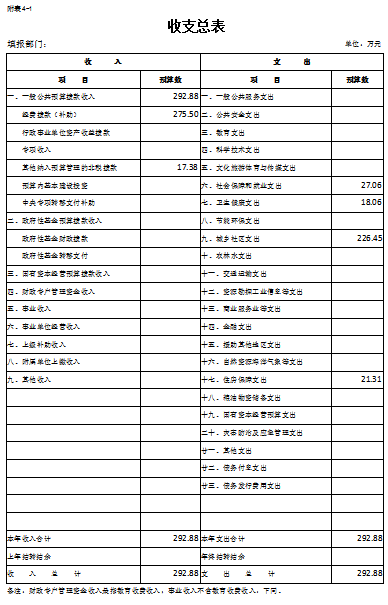 附表4-1
收支总表
填报部门： 单位：万元
收 入 支 出
项 目 预算数 项 目 预算数
一、一般公共预算拨款收入 292.88 一、一般公共服务支出
经费拨款（补助） 275.50 二、公共安全支出
行政事业单位资产收益拨款 三、教育支出
专项收入 四、科学技术支出
其他纳入预算管理的非税拨款 17.38 五、文化旅游体育与传媒支出
预算内基本建设投资 六、社会保障和就业支出 27.06
中央专项转移支付补助 七、卫生健康支出 18.06
二、政府性基金预算拨款收入 八、节能环保支出
政府性基金财政拨款 九、城乡社区支出 226.45
政府性基金转移支付 十、农林水支出
三、国有资本经营预算拨款收入 十一、交通运输支出
四、财政专户管理资金收入 十二、资源勘探工业信息等支出
五、事业收入 十三、商业服务业等支出
六、事业单位经营收入 十四、金融支出
七、上级补助收入 十五、援助其他地区支出
八、附属单位上缴收入 十六、自然资源海洋气象等支出
九、其他收入 十七、住房保障支出 21.31
十八、粮油物资储备支出
十九、国有资本经营预算支出
二十、灾害防治及应急管理支出
廿一、其他支出
廿二、债务付息支出
廿三、债务发行费用支出
本年收入合计 292.88 本年支出合计 292.88
上年结转结余 年终结转结余
收 入 总 计 292.88 支 出 总 计 292.88
备注：财政专户管理资金收入是指教育收费收入，事业收入不含教育收费收入，下同。